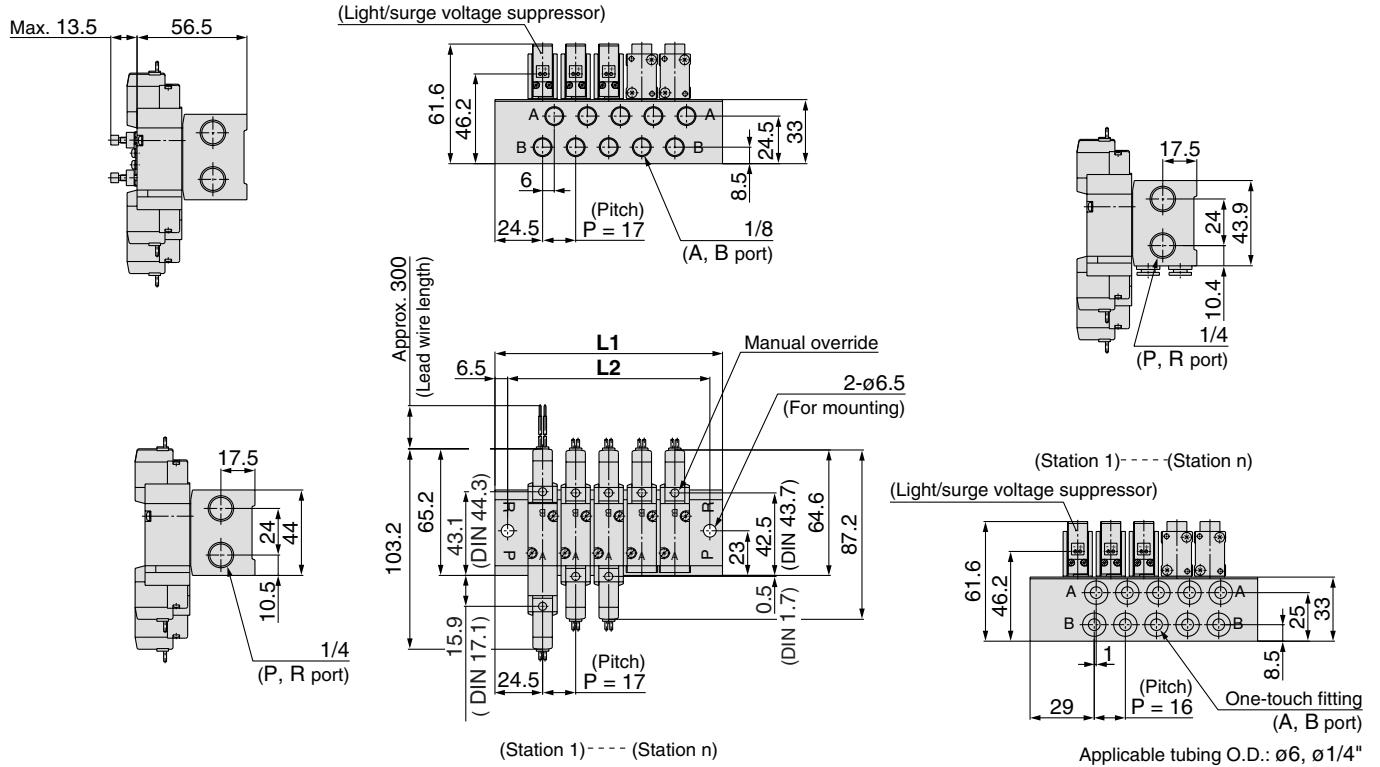 Max. 13.5
56.5
(Light/surge voltage suppressor)
61.6
46.2
A
A
B
B
33
24.5
8.5
6
24.5
(Pitch)
P = 17
1/8
(A, B port)
17.5
24
43.9
10.4
1/4
(P, R port)
Approx. 300
(Lead wire length)
L1
L2
6.5
Manual override
2-ø6.5
(For mounting)
103.2
65.2
43.1
(DIN 44.3)
R
P
B
A
A
A
A
A
R
P
23
42.5
(DIN 43.7)
64.6
87.2
0.5
(DIN 1.7)
15.9
( DIN 17.1)
24.5
(Pitch)
P = 17
(Station 1)---- (Station n)
17.5
24
44
10.5
1/4
(P, R port)
(Station 1)----- (Station n)
(Light/surge voltage suppressor)
61.6
46.2
A
A
B
B
33
25
8.5
1
29
(Pitch)
P = 16
One-touch fitting
(A, B port)
Applicable tubing O.D.: ø6, ø1/4"